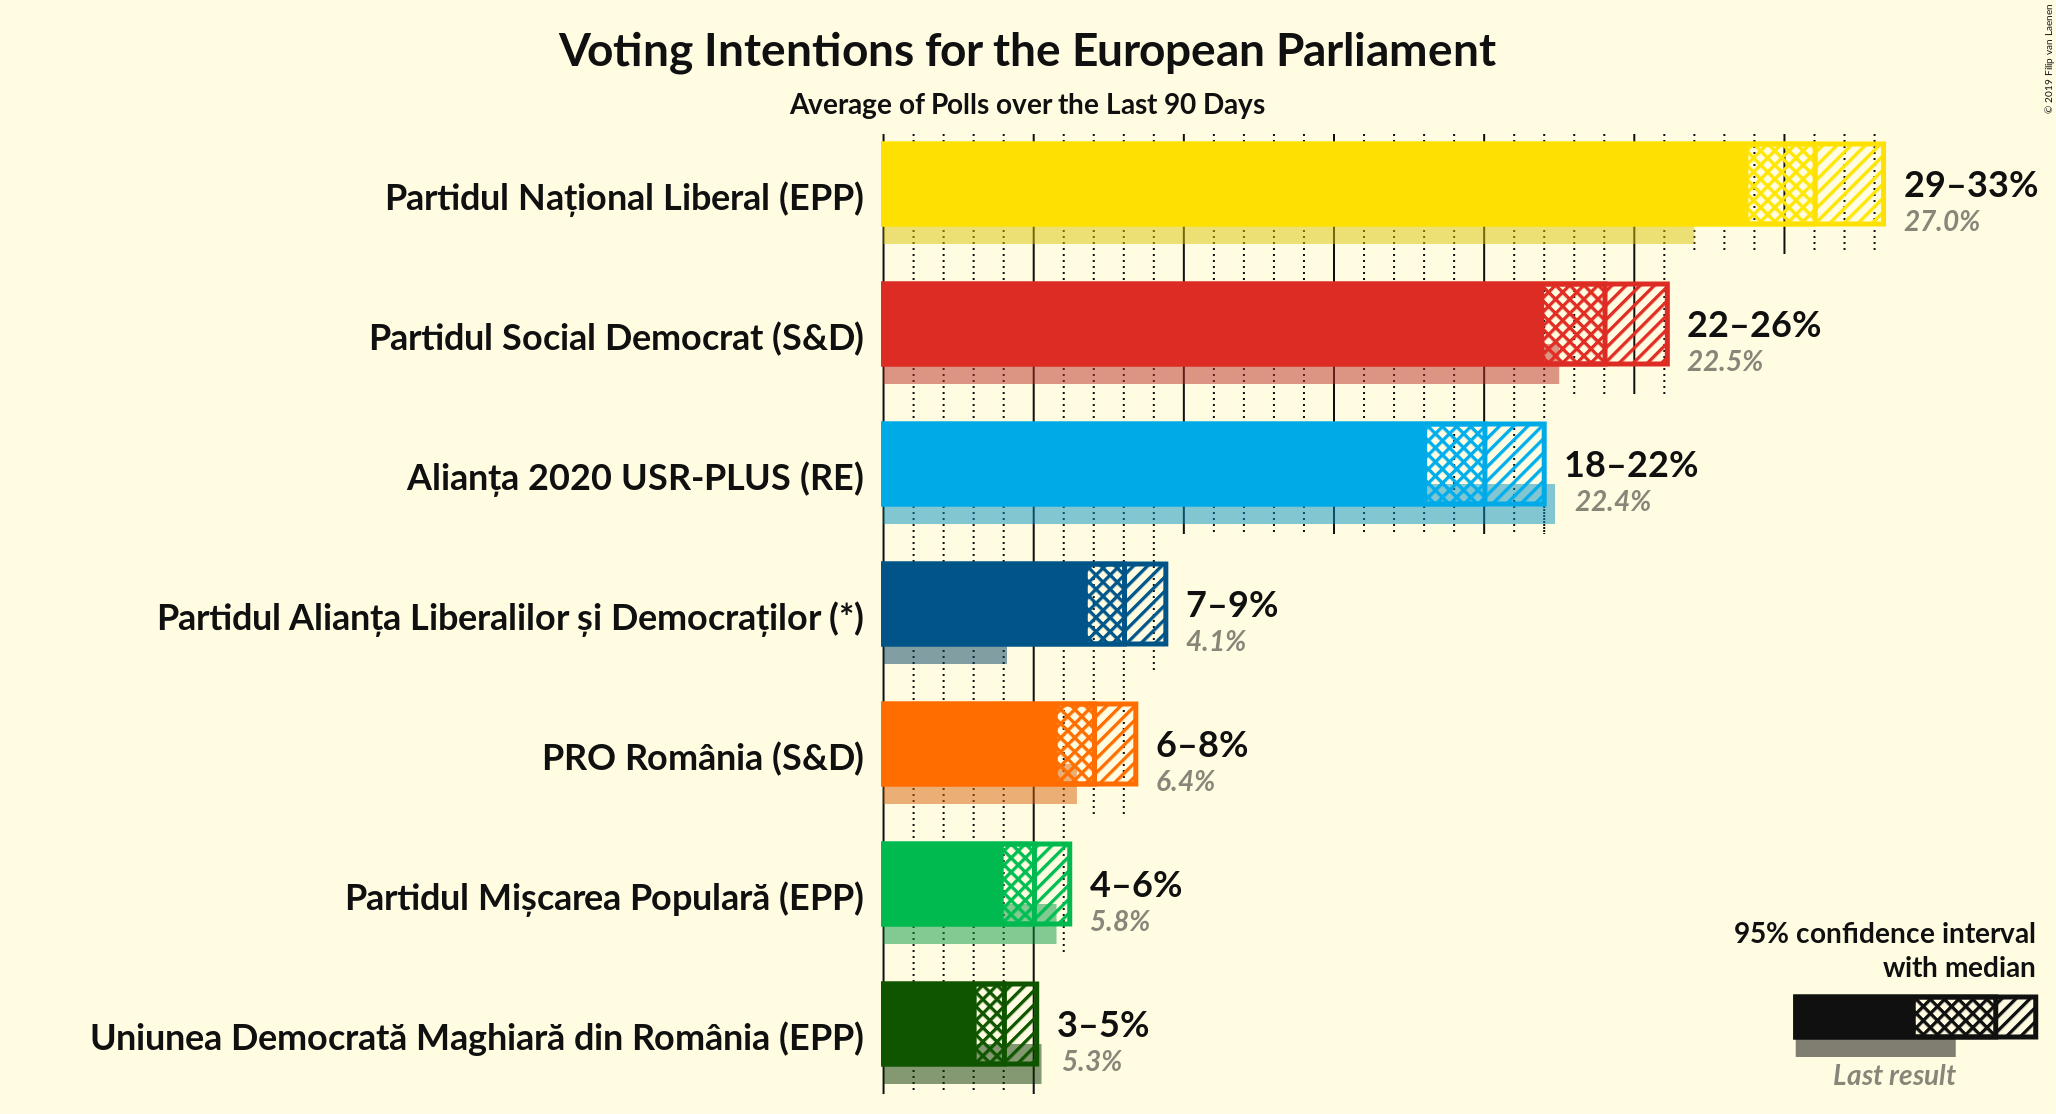 Voting Intentions for the European Parliament
Average of Polls over the Last 90 Days
© 2019 Filip van Laenen
Partidul Național Liberal (EPP)
29–33%
27.0%
Partidul Social Democrat (S&D)
22–26%
22.5%
Alianța 2020 USR-PLUS (RE)
18–22%
22.4%
Partidul Alianța Liberalilor și Democraților (*)
7–9%
4.1%
PRO România (S&D)
6–8%
6.4%
Partidul Mișcarea Populară (EPP)
4–6%
5.8%
Uniunea Democrată Maghiară din România (EPP)
3–5%
5.3%
95% confidence interval
with median
Last result